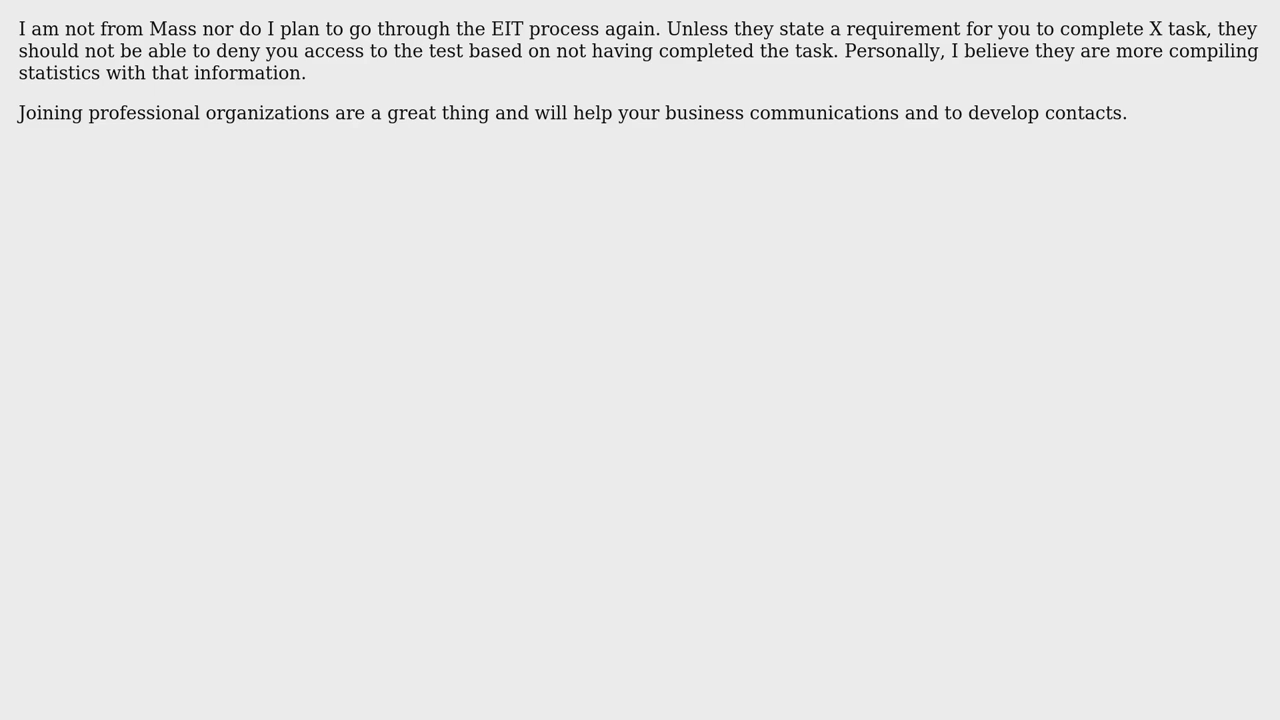 I am not from Mass nor do I plan to go through the EIT process again. Unless they state a requirement for you to complete X task, they
should not be able to deny you access to the test based on not having completed the task. Personally, I believe they are more compiling
statistics with that information.
Joining professional organizations are a great thing and will help your business communications and to develop contacts.